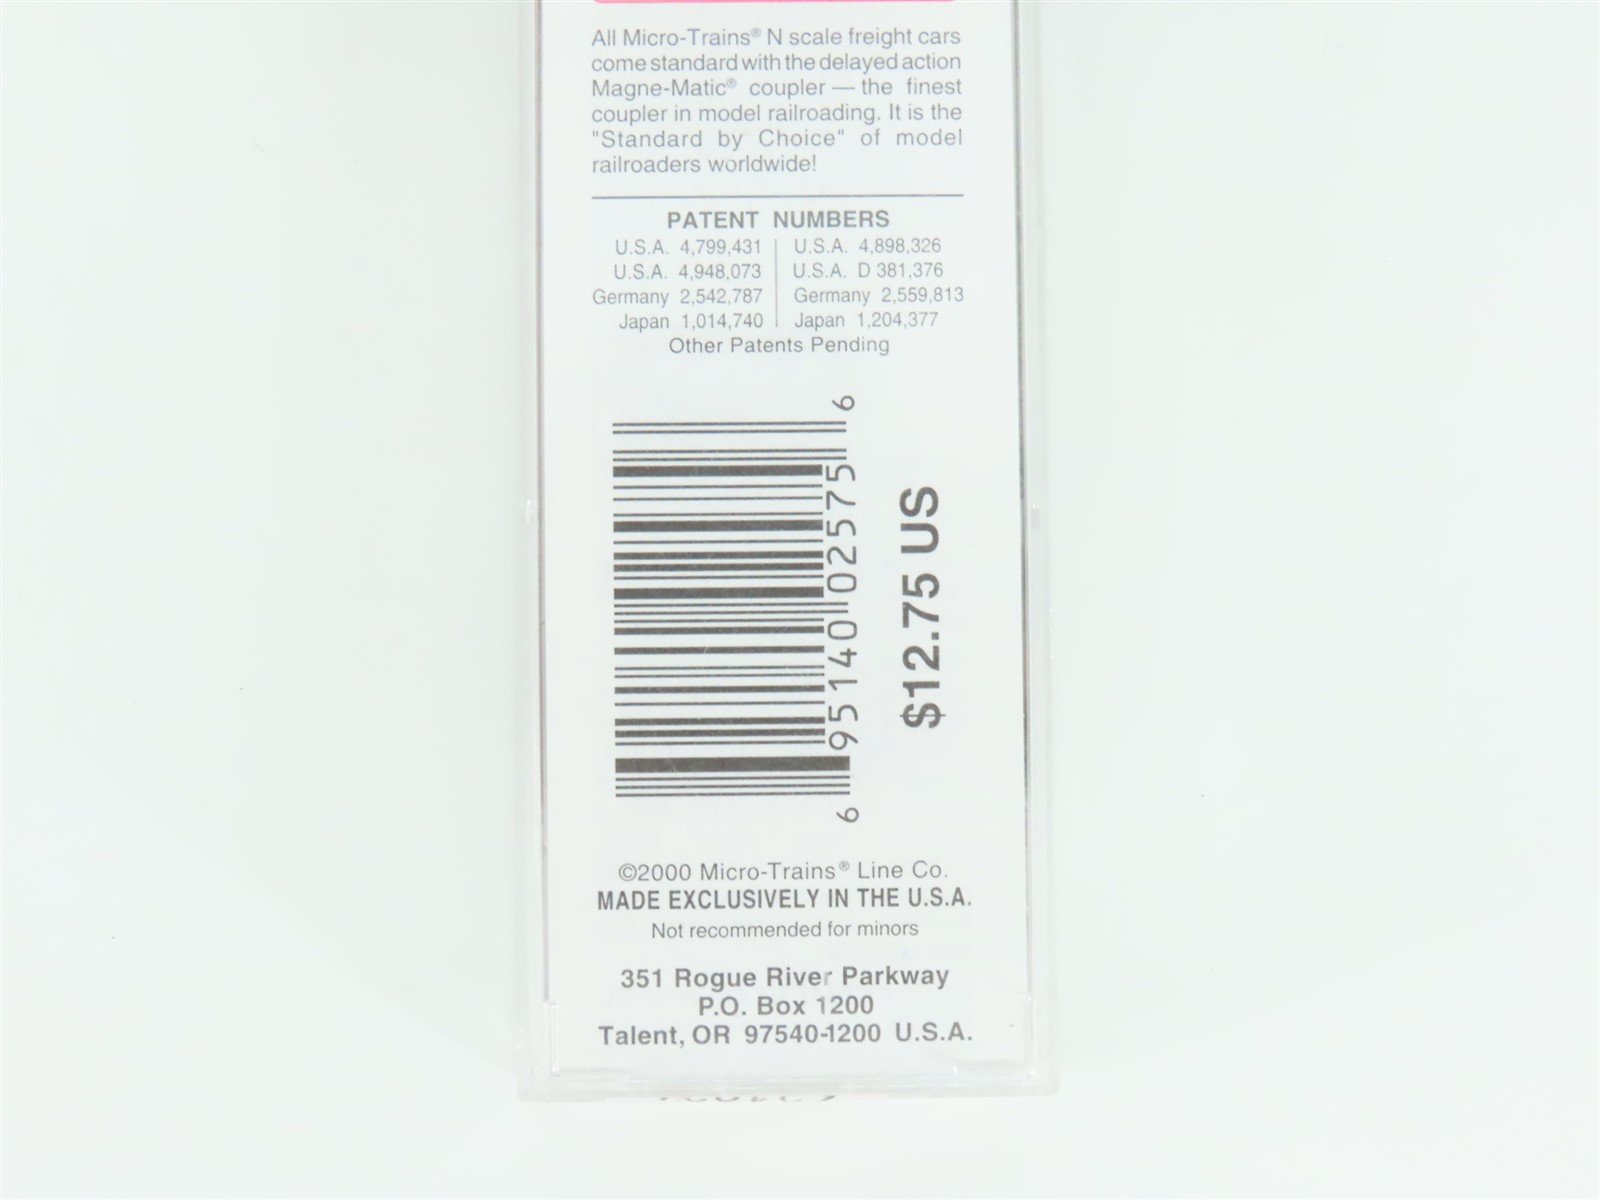 All Micro-Trains® N scale freight cars
come standard with the delayed action
Magne-Matic® coupler — the finest
coupler in model railroading. It is the
"Standard by Choice" of model
railroaders worldwide!
PATENT NUMBERS
U.S.A. 4,799,431 U.S.A. 4,898,326
U.S.A. 4,948,073 U.S.A. D 381,376
Germany 2,542,787 Germany 2,559,813
Japan 1,014,740 Japan 1,204,377
Other Patents Pending
6 95140 02575 6
$12.75 US
©2000 Micro-Trains® Line Co.
MADE EXCLUSIVELY IN THE U.S.A.
Not recommended for minors
351 Rogue River Parkway
P.O. Box 1200
Talent, OR 97540-1200 U.S.A.